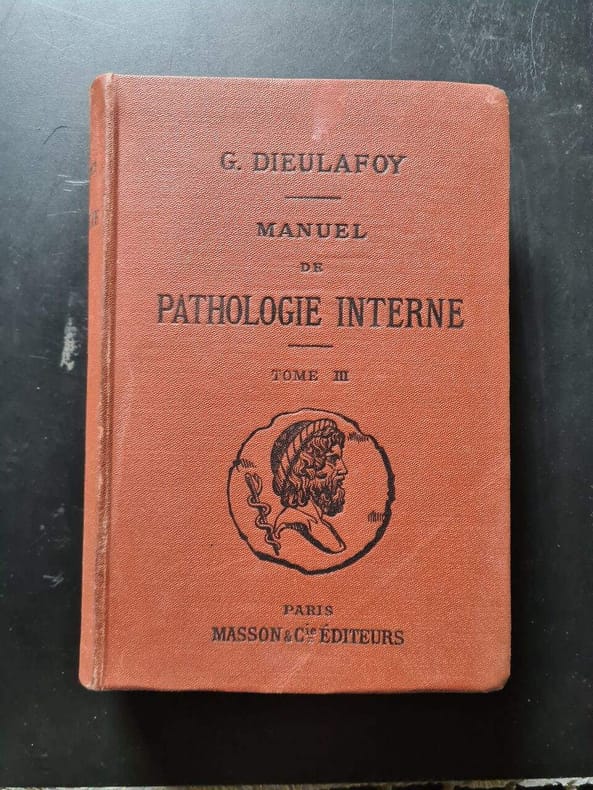 G. DIEULAFOY
MANUEL
DE
PATHOLOGIE INTERNE
TOME III
PARIS
MASSON & Cie ÉDITEURS